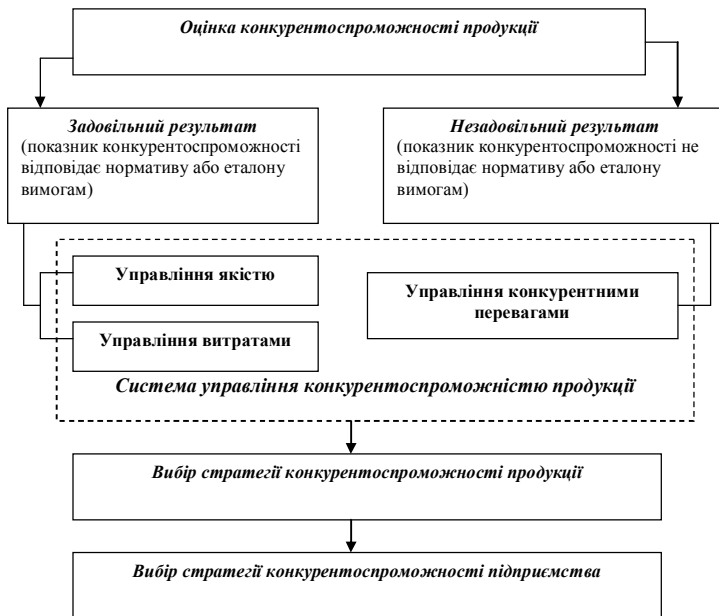 Оцінка конкурентоспроможності продукції
Задовільний результат
(показник конкурентоспроможності
відповідає нормативу або еталону
вимогам)
Незадовільний результат
(показник конкурентоспроможності не
відповідає нормативу або еталону
вимогам)
Управління якістю
Управління витратами
Управління конкурентними
перевагами
Система управління конкурентоспроможністю продукції
Вибір стратегії конкурентоспроможності продукції
Вибір стратегії конкурентоспроможності підприємства